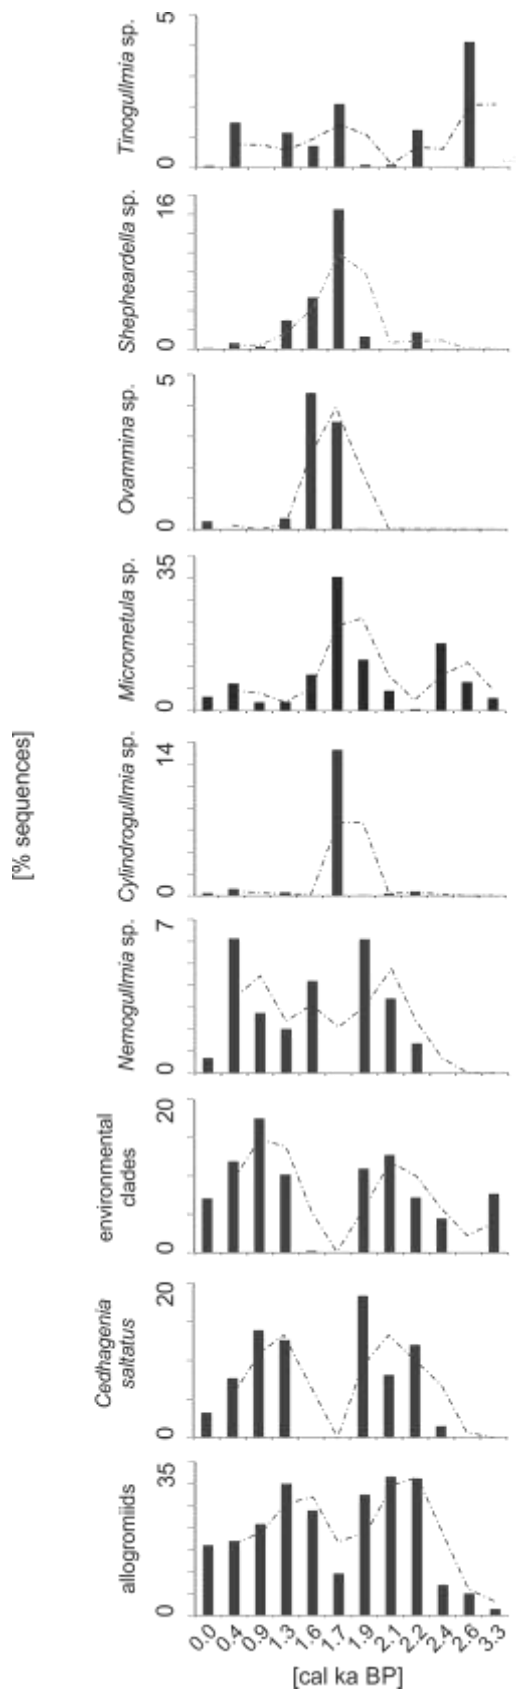 [% sequences]
Tinogullmia sp.
5
0
Shepheardella sp.
16
0
Ovammina sp.
5
0
Micrometula sp.
35
0
Cylindrogullmia sp.
14
0
Nemogullmia sp.
7
0
environmental
clades
20
0
Cedhagenia
saltatus
20
0
allogromiids
35
0
0.0
0.4
0.9
1.3
1.6
1.7
1.9
2.1
2.2
2.4
2.6
3.3
[cal ka BP]